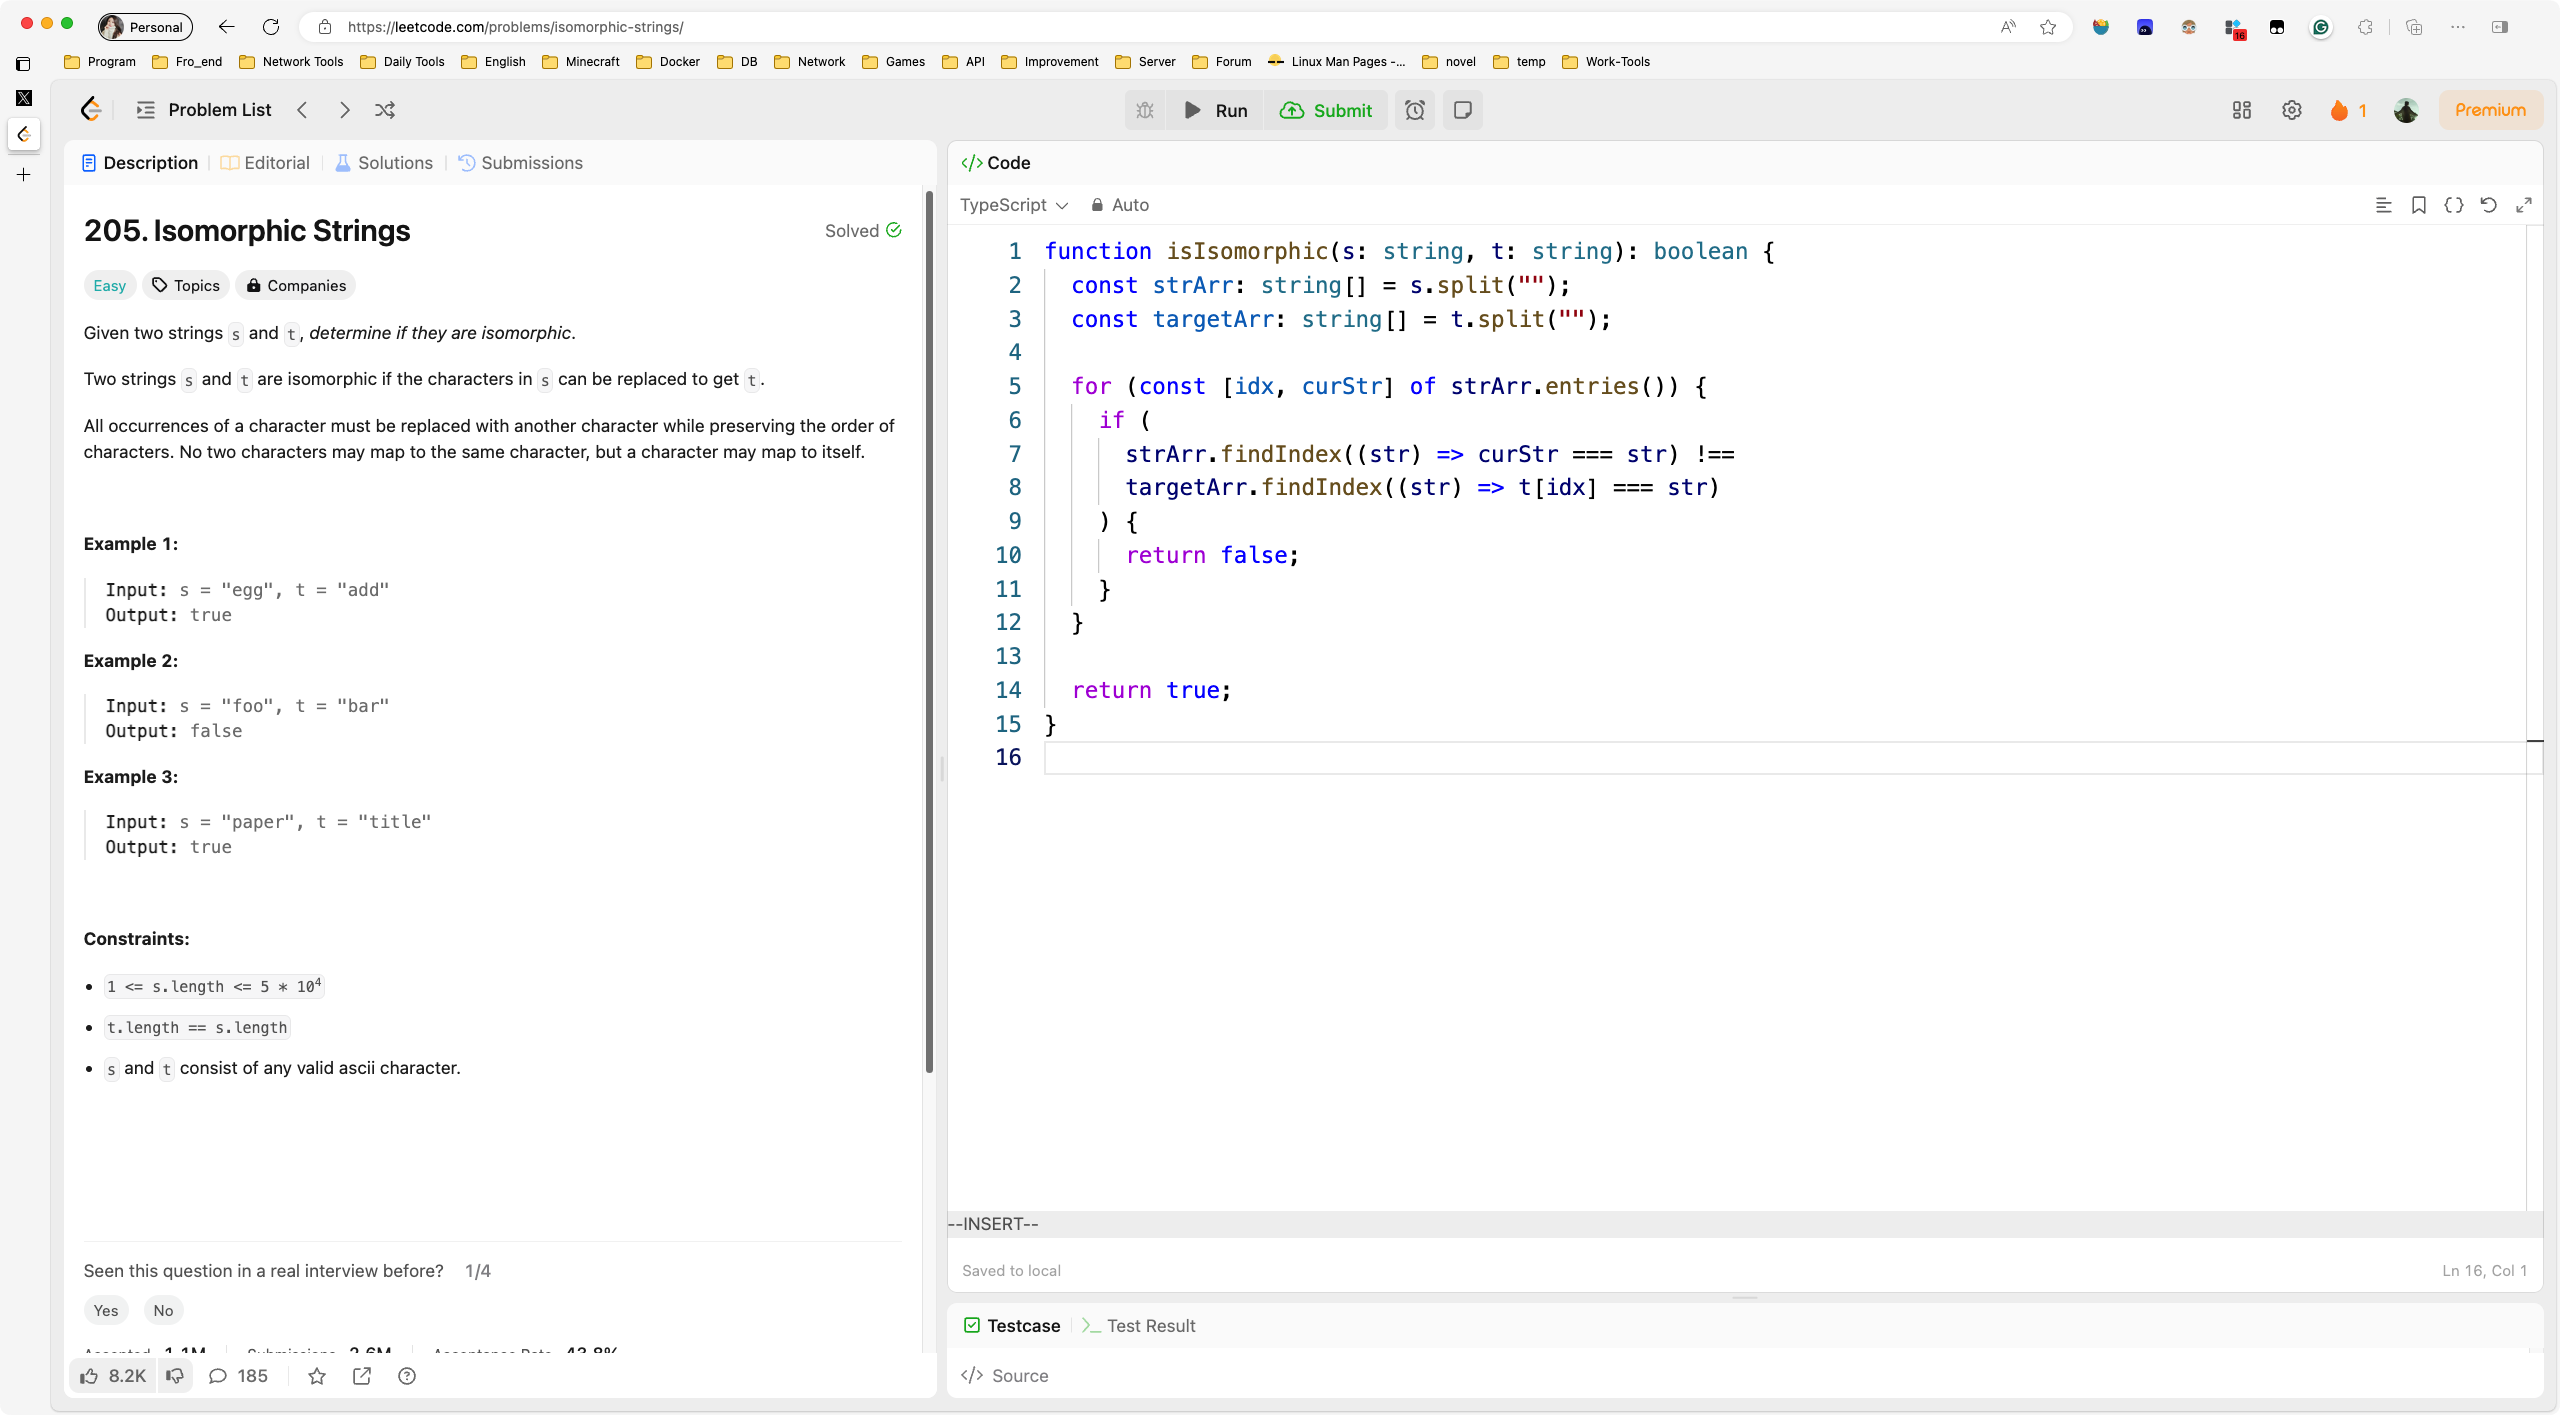 Personal
https://leetcode.com/problems/isomorphic-strings/
16
Program Fro_end Network Tools Daily Tools English Minecraft Docker DB Network Games API Improvement Server Forum Linux Man Pages -... novel temp Work-Tools
Problem List
Run Submit
1 Premium
Description Editorial Solutions Submissions
205. Isomorphic Strings
Solved
Easy Topics Companies
Given two strings s and t, determine if they are isomorphic.
Two strings s and t are isomorphic if the characters in s can be replaced to get t.
All occurrences of a character must be replaced with another character while preserving the order of
characters. No two characters may map to the same character, but a character may map to itself.
Example 1:
Input: s = "egg", t = "add"
Output: true
Example 2:
Input: s = "foo", t = "bar"
Output: false
Example 3:
Input: s = "paper", t = "title"
Output: true
Constraints:
1 <= s.length <= 5 * 10⁴
t.length == s.length
s and t consist of any valid ascii character.
Seen this question in a real interview before? 1/4
Yes No
Accepted 1.1M Submissions 2.6M Acceptance Rate 43.8%
8.2K 185
</> Code
TypeScript Auto
1 function isIsomorphic(s: string, t: string): boolean {
2 const strArr: string[] = s.split("");
3 const targetArr: string[] = t.split("");
4
5 for (const [idx, curStr] of strArr.entries()) {
6 if (
7 strArr.findIndex((str) => curStr === str) !==
8 targetArr.findIndex((str) => t[idx] === str)
9 ) {
10 return false;
11 }
12 }
13
14 return true;
15 }
16
--INSERT--
Saved to local
Ln 16, Col 1
Testcase >_ Test Result
</> Source